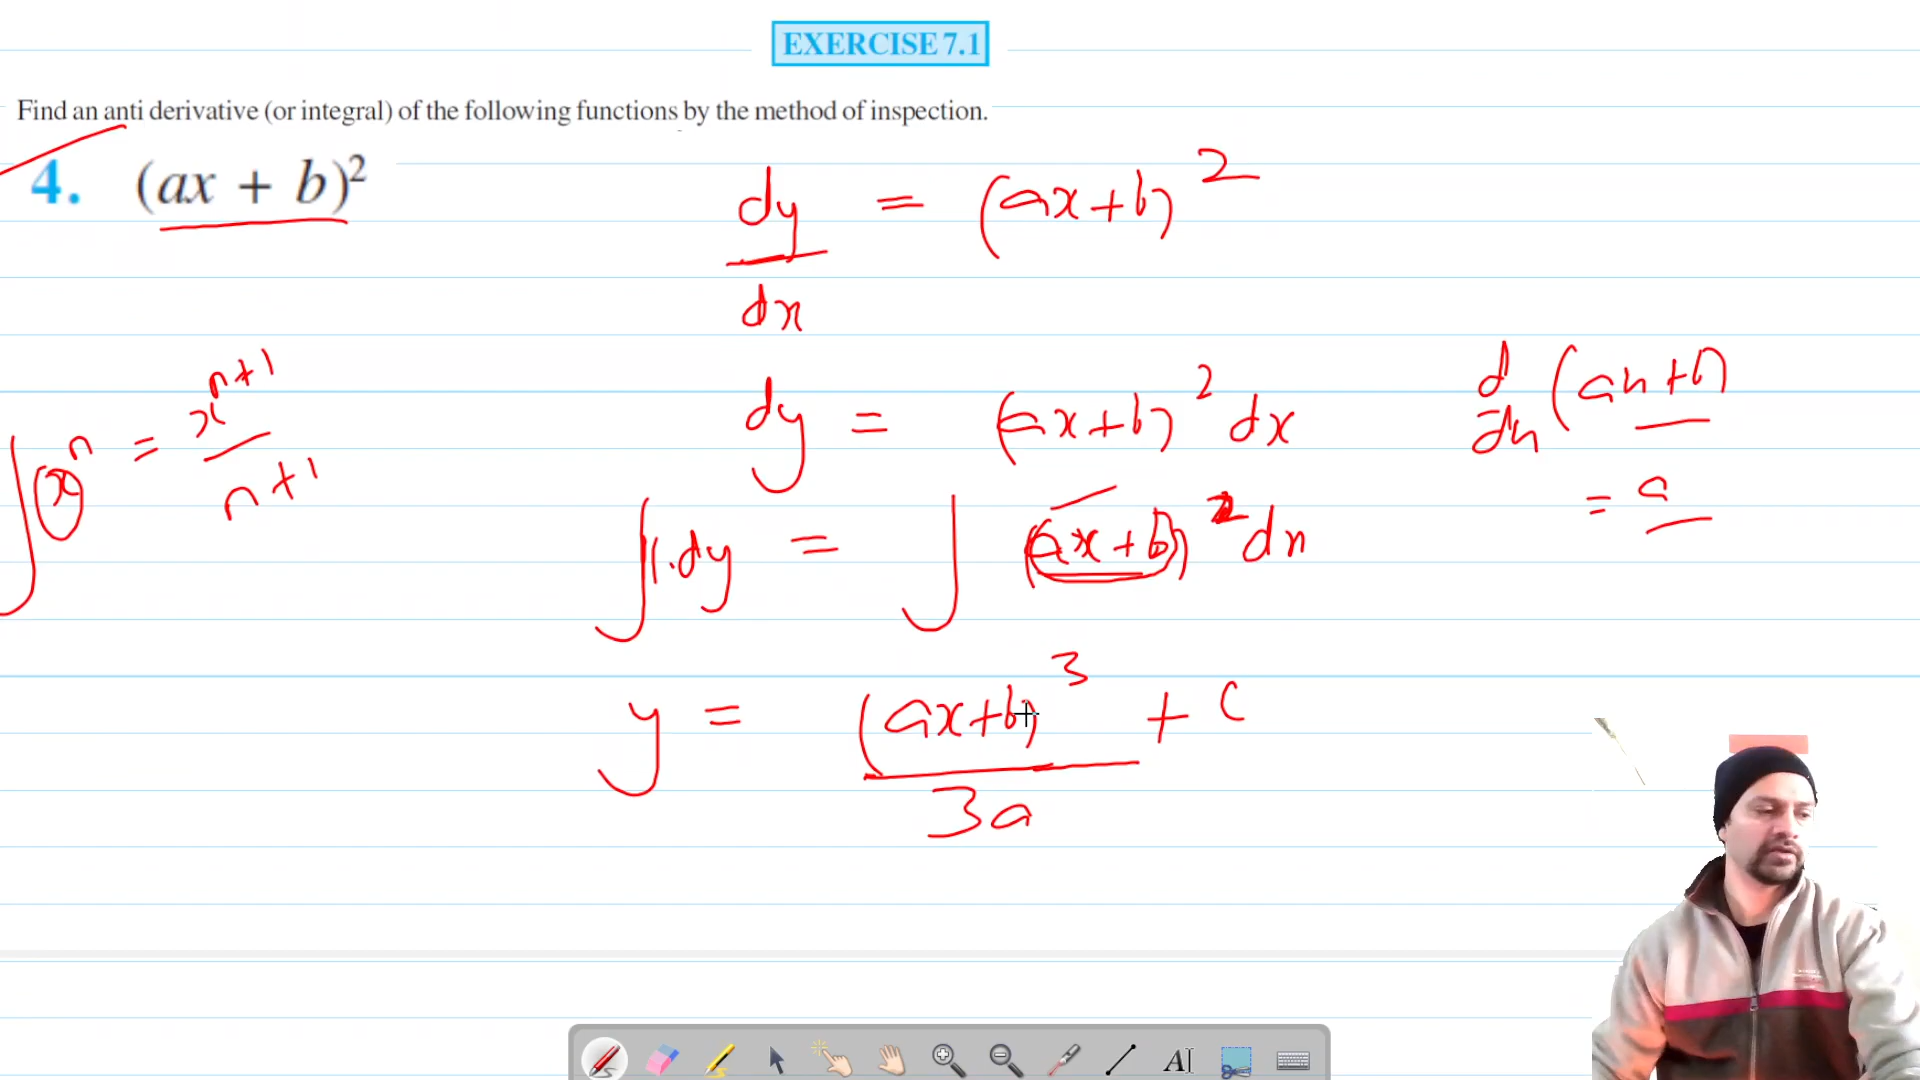 EXERCISE 7.1
Find an anti derivative (or integral) of the following functions by the method of inspection.
4. (ax + b)²
dy/dx = (ax+b)²
dy = (ax+b)² dx
∫1.dy = ∫(ax+b)² dx
y = (ax+b)³/3a + c
∫xⁿ = xⁿ⁺¹/n+1
d/dx (ax+b)
= a
AI